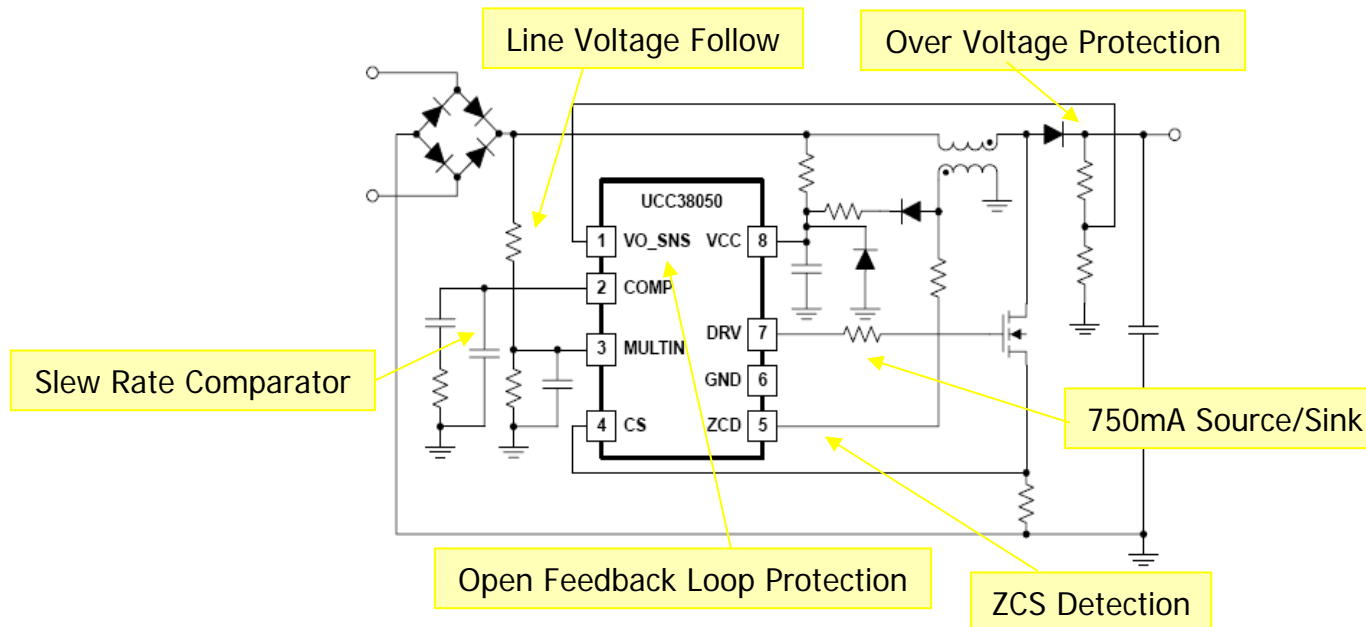 Line Voltage Follow
Over Voltage Protection
UCC38050
1 VO_SNS VCC 8
2 COMP
DRV 7
3 MULTIN
GND 6
4 CS ZCD 5
Slew Rate Comparator
750mA Source/Sink
Open Feedback Loop Protection
ZCS Detection